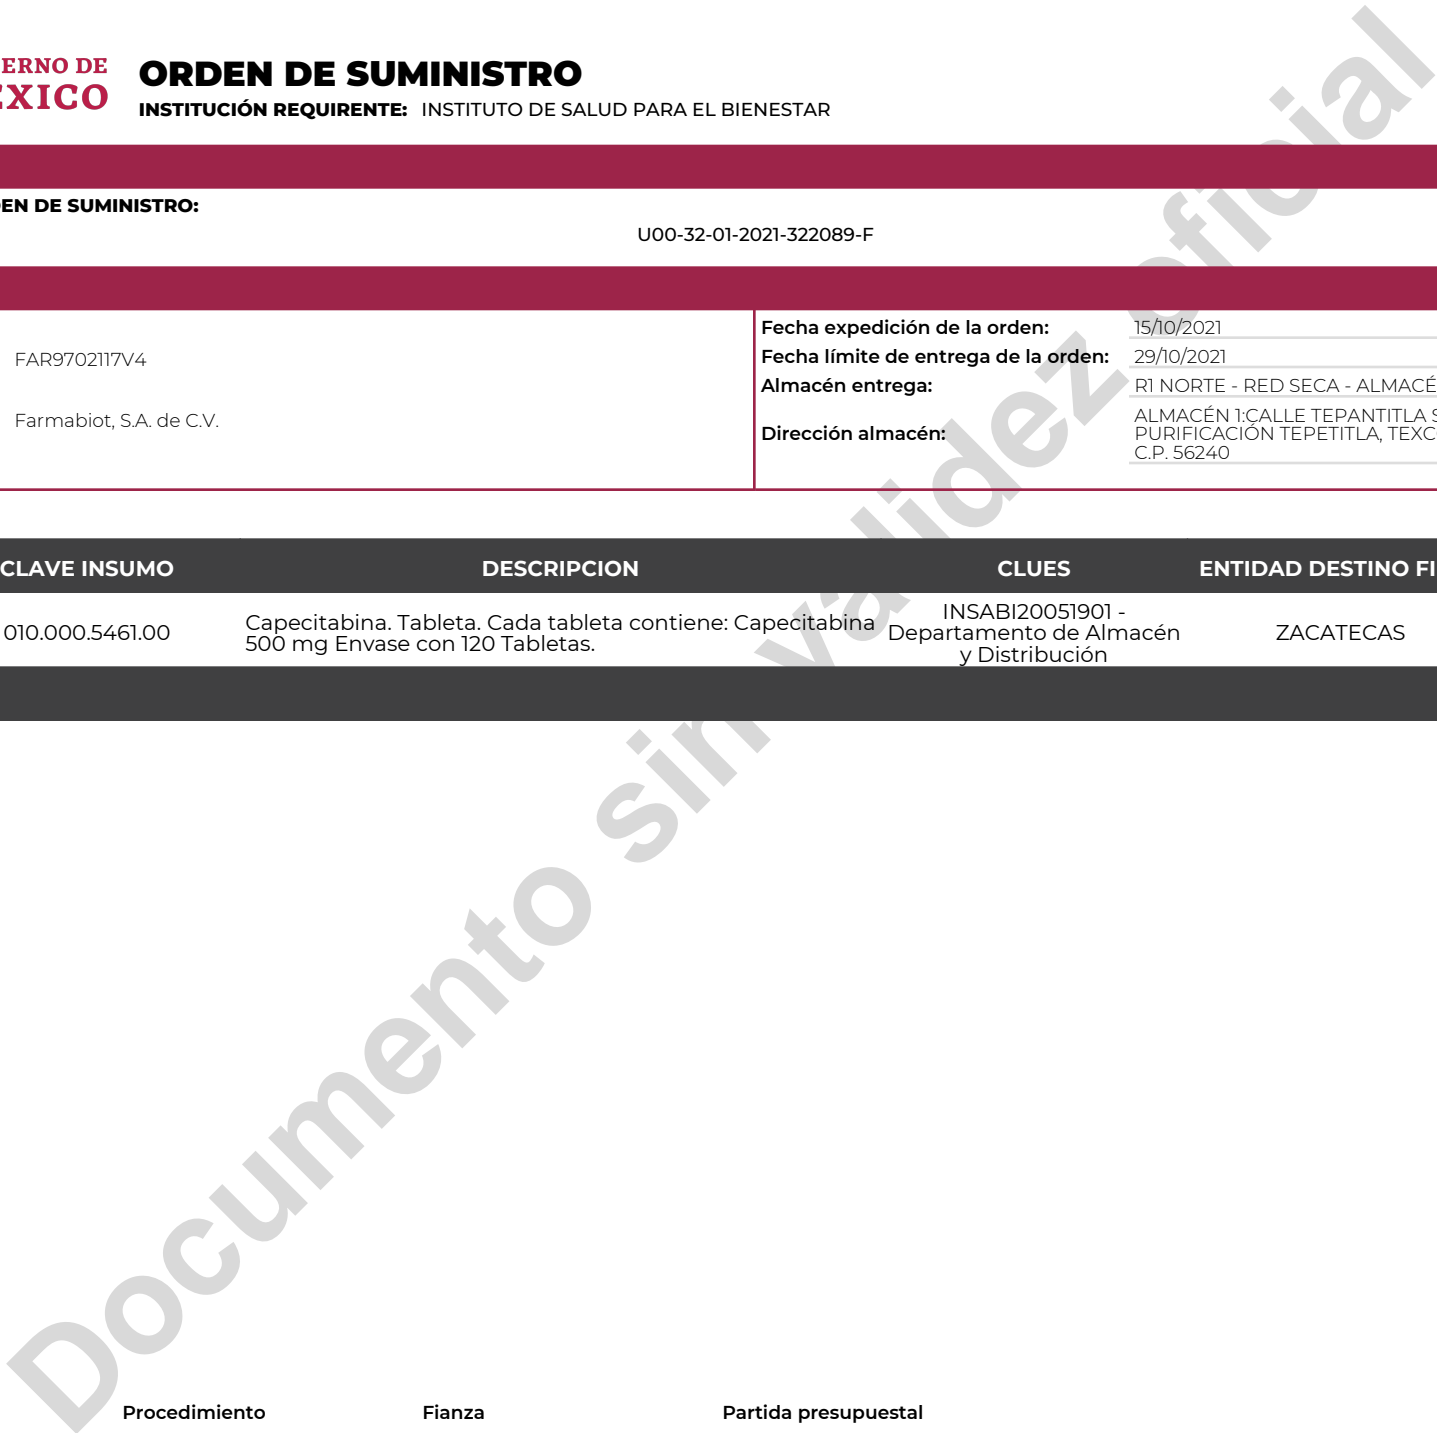 ERNO DE
EXICO
ORDEN DE SUMINISTRO
INSTITUCIÓN REQUIRENTE: INSTITUTO DE SALUD PARA EL BIENESTAR
EN DE SUMINISTRO:
U00-32-01-2021-322089-F
FAR9702117V4
Farmabiot, S.A. de C.V.
Fecha expedición de la orden: 15/10/2021
Fecha límite de entrega de la orden: 29/10/2021
Almacén entrega: R1 NORTE - RED SECA - ALMACÉ
Dirección almacén:
ALMACÉN 1:CALLE TEPANTITLA S
PURIFICACIÓN TEPETITLA, TEXC
C.P. 56240
CLAVE INSUMO DESCRIPCION CLUES ENTIDAD DESTINO FI
010.000.5461.00
Capecitabina. Tableta. Cada tableta contiene: Capecitabina
500 mg Envase con 120 Tabletas.
INSABI20051901 -
Departamento de Almacén
y Distribución
ZACATECAS
Procedimiento Fianza Partida presupuestal
Documento sin validez oficial